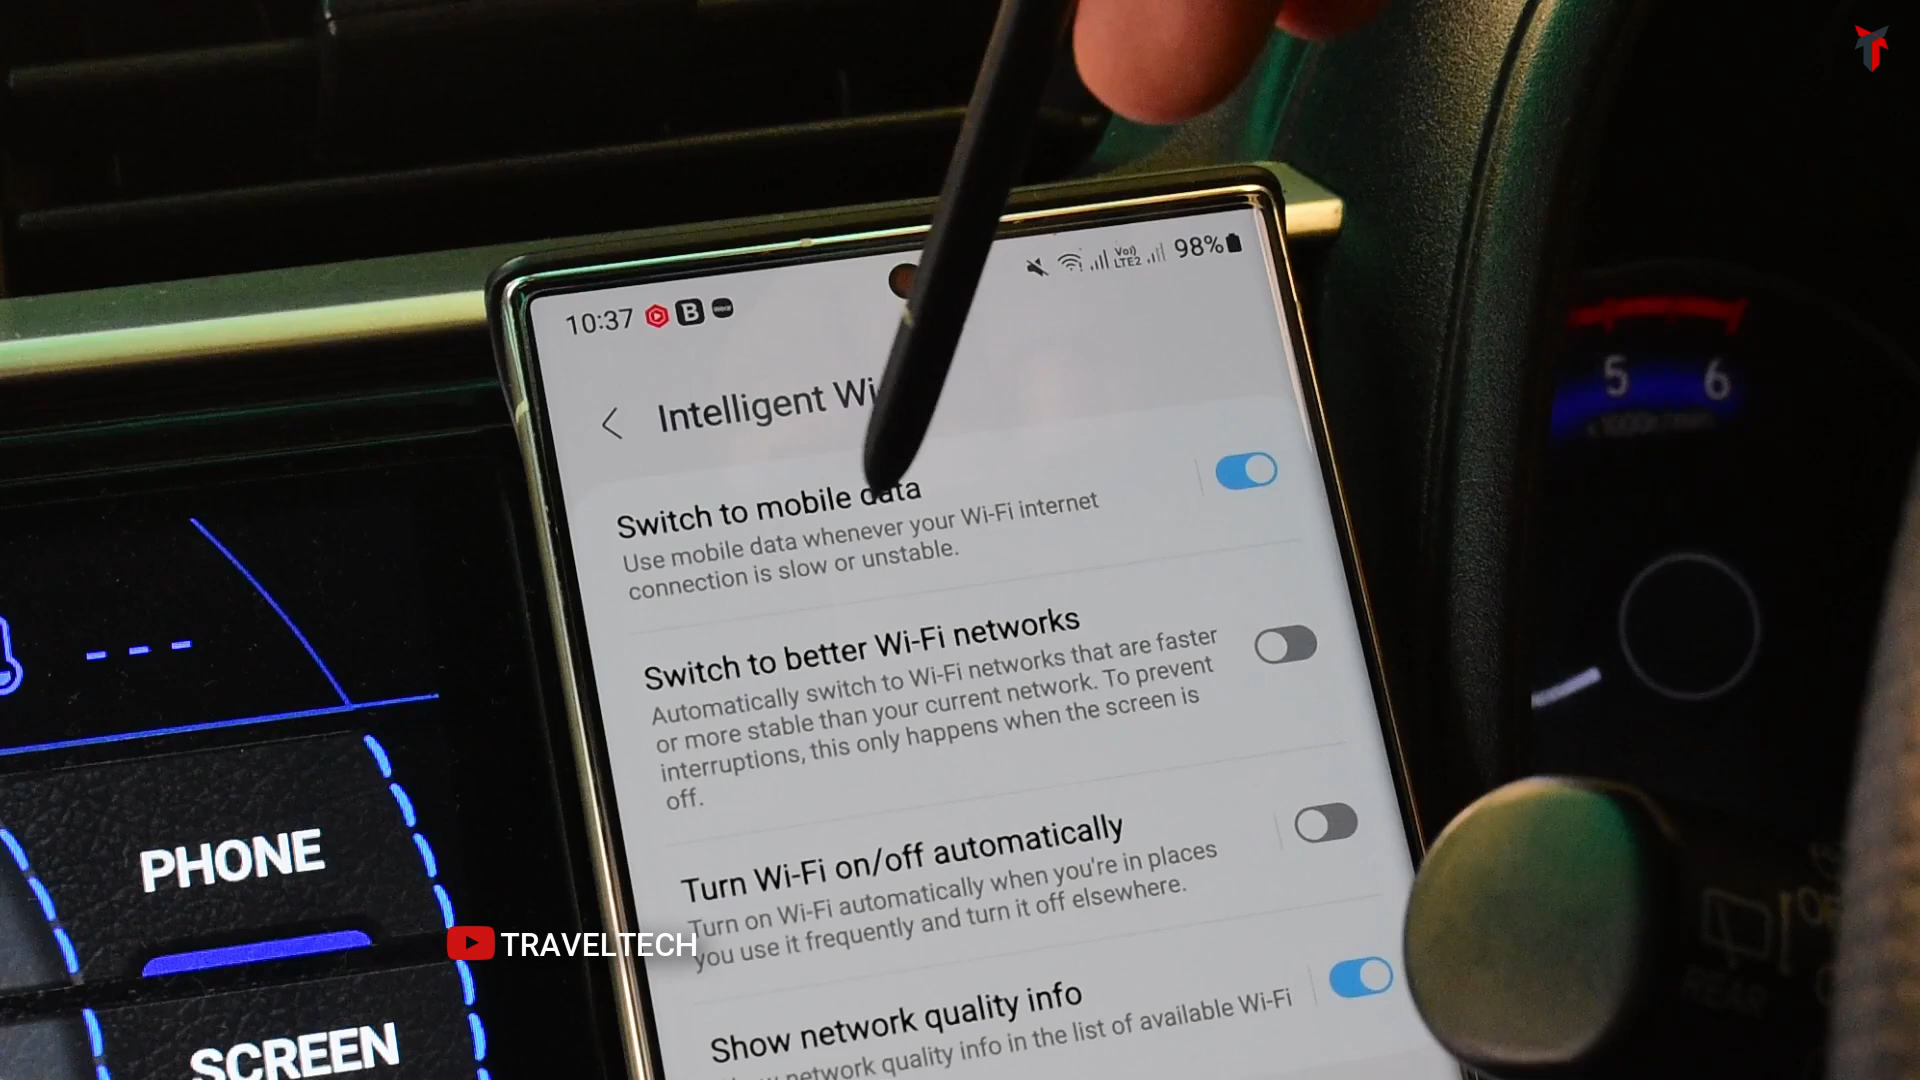 10:37
B
Vo))
LTE2
98%
Intelligent Wi
Switch to mobile data
Use mobile data whenever your Wi-Fi internet
connection is slow or unstable.
Switch to better Wi-Fi networks
Automatically switch to Wi-Fi networks that are faster
or more stable than your current network. To prevent
interruptions, this only happens when the screen is
off.
Turn Wi-Fi on/off automatically
Turn on Wi-Fi automatically when you're in places
you use it frequently and turn it off elsewhere.
Show network quality info
network quality info in the list of available Wi-Fi
- - -
PHONE
SCREEN
TRAVELTECH
5 6
REAR